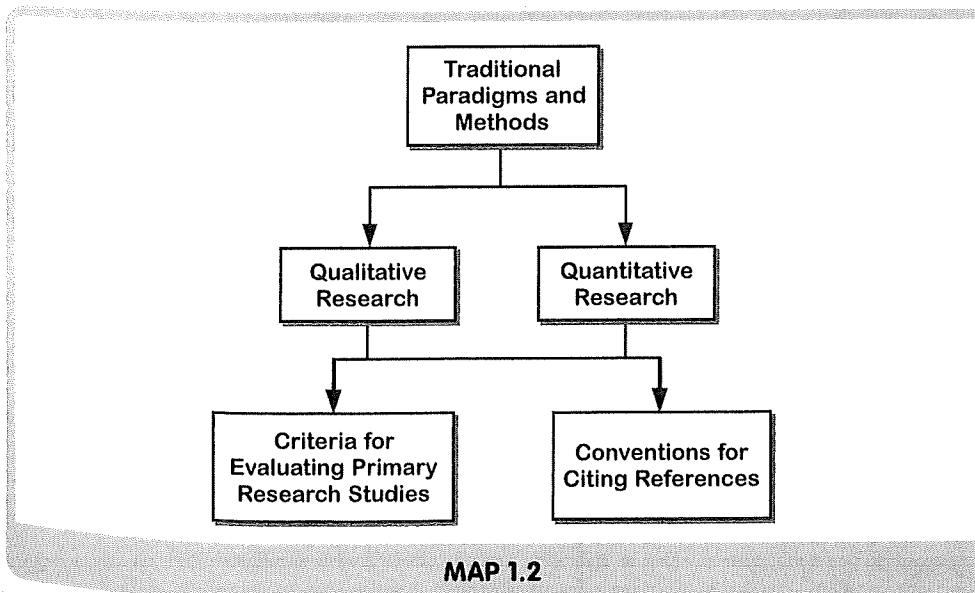 Traditional
Paradigms and
Methods
Qualitative
Research
Quantitative
Research
Criteria for
Evaluating Primary
Research Studies
Conventions for
Citing References
MAP 1.2